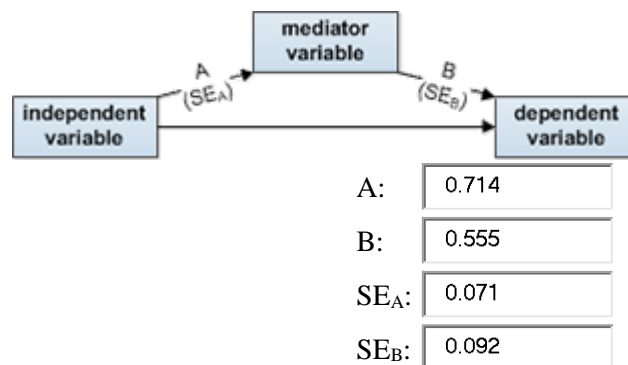 mediator
variable
A
(SEA)
B
(SEB)
independent
variable
dependent
variable
A: 0.714
B: 0.555
SEA: 0.071
SEB: 0.092